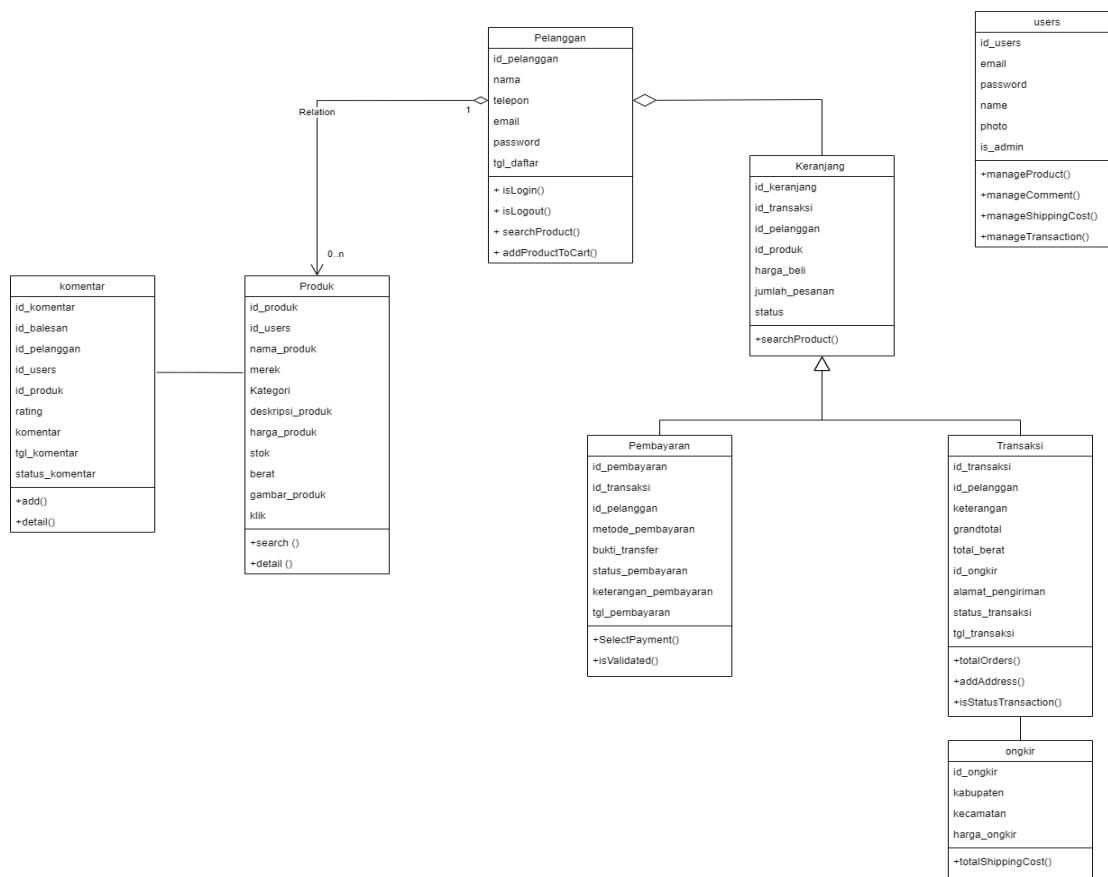 Pelanggan
id_pelanggan
nama
telepon
email
password
tgl_daftar
+ isLogin()
+ isLogout()
+ searchProduct()
+ addProductToCart()
users
id_users
email
password
name
photo
is_admin
+manageProduct()
+manageComment()
+manageShippingCost()
+manageTransaction()
Relation
1
0..n
Keranjang
id_keranjang
id_transaksi
id_pelanggan
id_produk
harga_beli
jumlah_pesanan
status
+searchProduct()
komentar
id_komentar
id_balesan
id_pelanggan
id_users
id_produk
rating
komentar
tgl_komentar
status_komentar
+add()
+detail()
Produk
id_produk
id_users
nama_produk
merek
Kategori
deskripsi_produk
harga_produk
stok
berat
gambar_produk
klik
+search ()
+detail ()
Pembayaran
id_pembayaran
id_transaksi
id_pelanggan
metode_pembayaran
bukti_transfer
status_pembayaran
keterangan_pembayaran
tgl_pembayaran
+SelectPayment()
+isValidated()
Transaksi
id_transaksi
id_pelanggan
keterangan
grandtotal
total_berat
id_ongkir
alamat_pengiriman
status_transaksi
tgl_transaksi
+totalOrders()
+addAddress()
+isStatusTransaction()
ongkir
id_ongkir
kabupaten
kecamatan
harga_ongkir
+totalShippingCost()